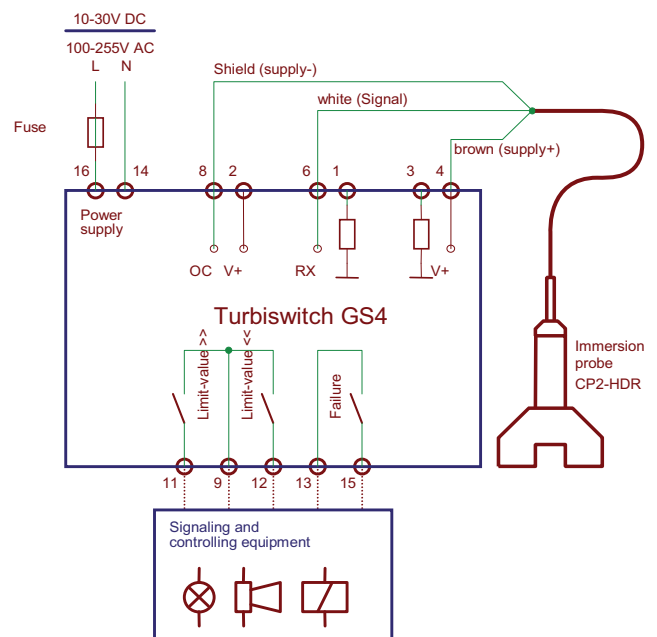 10-30V DC
100-255V AC
L N
Fuse
Shield (supply-)
white (Signal)
brown (supply+)
16 14 8 2 6 1 3 4
Power
supply
OC V+ RX V+
Turbiswitch GS4
Limit-value >>
Limit-value <<
Failure
Immersion
probe
CP2-HDR
11 9 12 13 15
Signaling and
controlling equipment